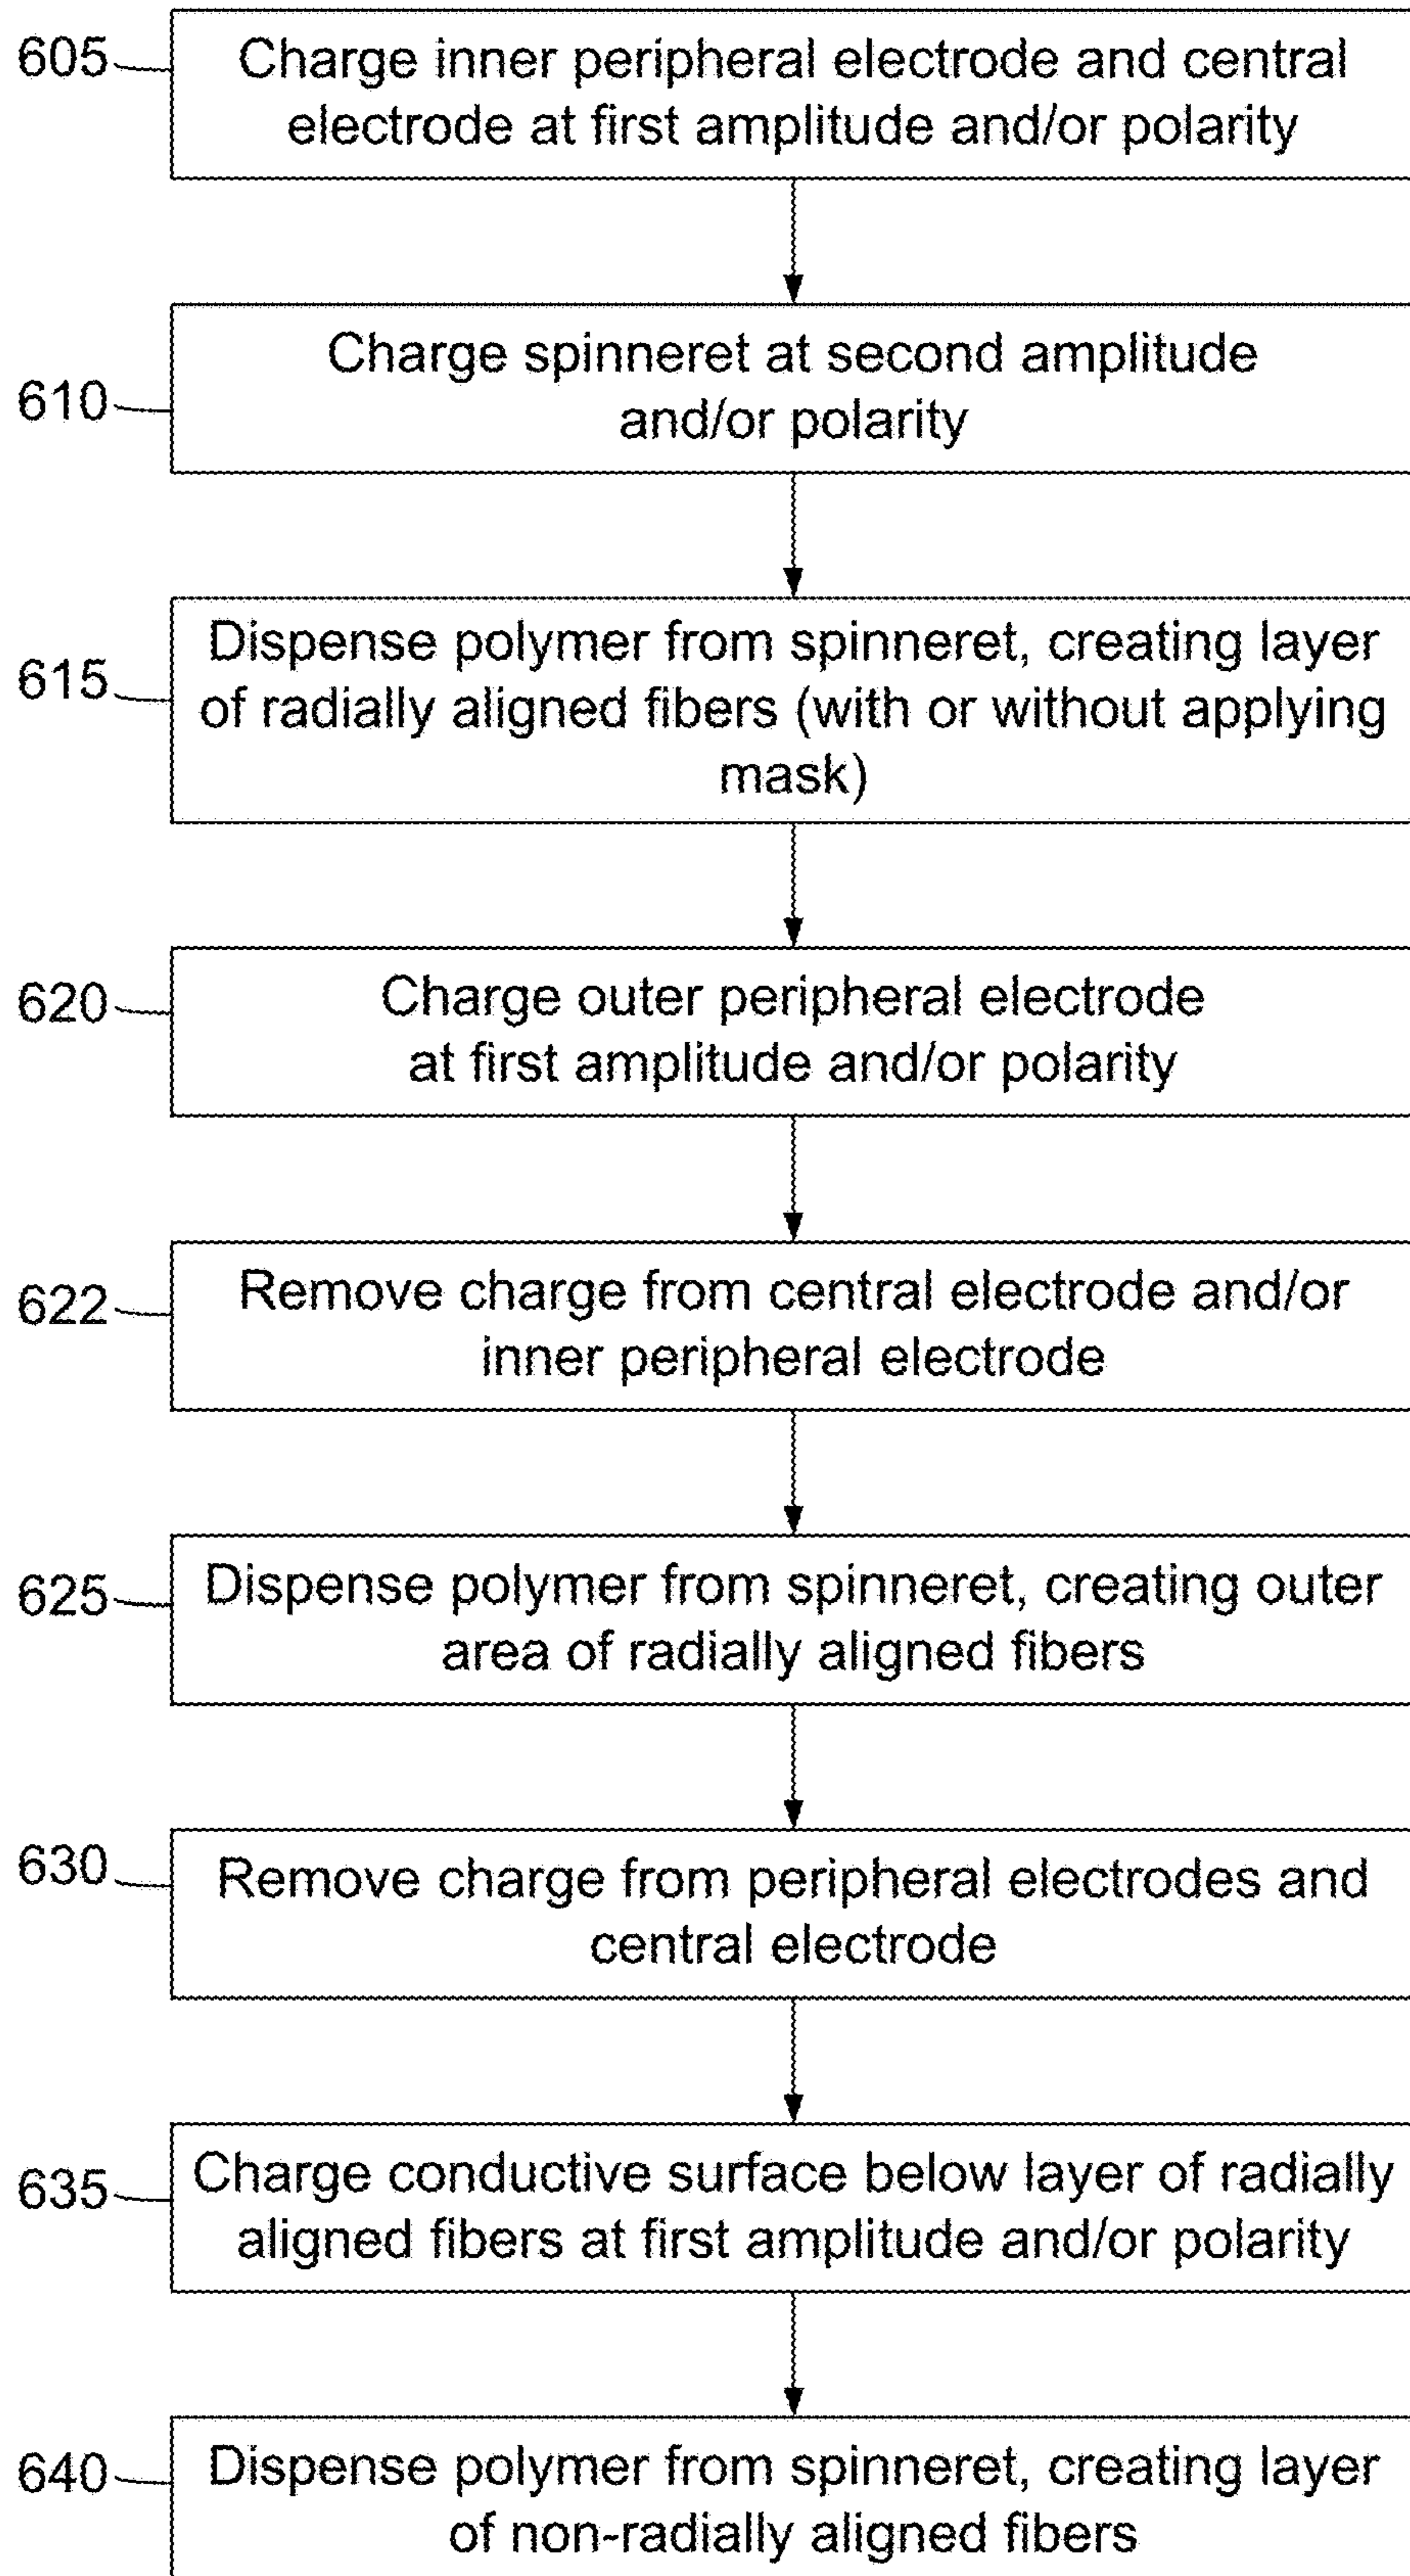 605
Charge inner peripheral electrode and central
electrode at first amplitude and/or polarity
610
Charge spinneret at second amplitude
and/or polarity
615
Dispense polymer from spinneret, creating layer
of radially aligned fibers (with or without applying
mask)
620
Charge outer peripheral electrode
at first amplitude and/or polarity
622
Remove charge from central electrode and/or
inner peripheral electrode
625
Dispense polymer from spinneret, creating outer
area of radially aligned fibers
630
Remove charge from peripheral electrodes and
central electrode
635
Charge conductive surface below layer of radially
aligned fibers at first amplitude and/or polarity
640
Dispense polymer from spinneret, creating layer
of non-radially aligned fibers